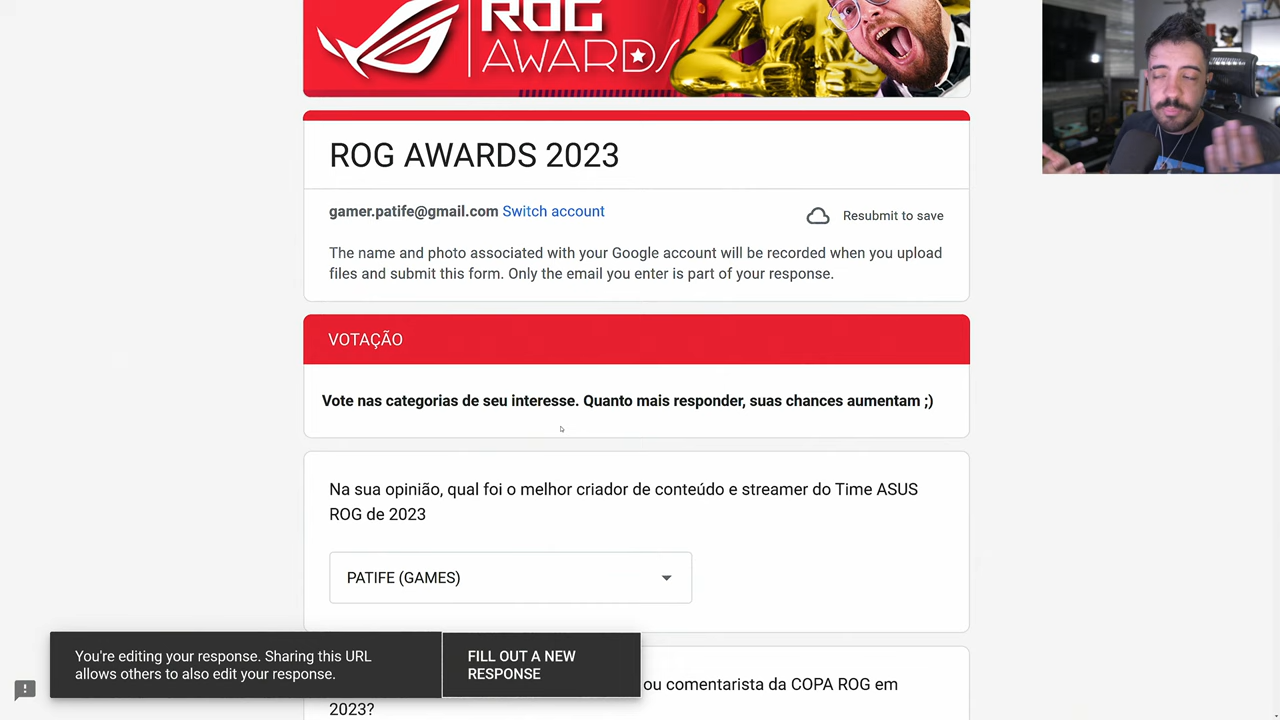 ROG
AWARDS
ROG AWARDS 2023
gamer.patife@gmail.com Switch account
Resubmit to save
The name and photo associated with your Google account will be recorded when you upload
files and submit this form. Only the email you enter is part of your response.
VOTAÇÃO
Vote nas categorias de seu interesse. Quanto mais responder, suas chances aumentam ;)
Na sua opinião, qual foi o melhor criador de conteúdo e streamer do Time ASUS
ROG de 2023
PATIFE (GAMES)
You're editing your response. Sharing this URL
allows others to also edit your response.
FILL OUT A NEW
RESPONSE
ou comentarista da COPA ROG em
2023?